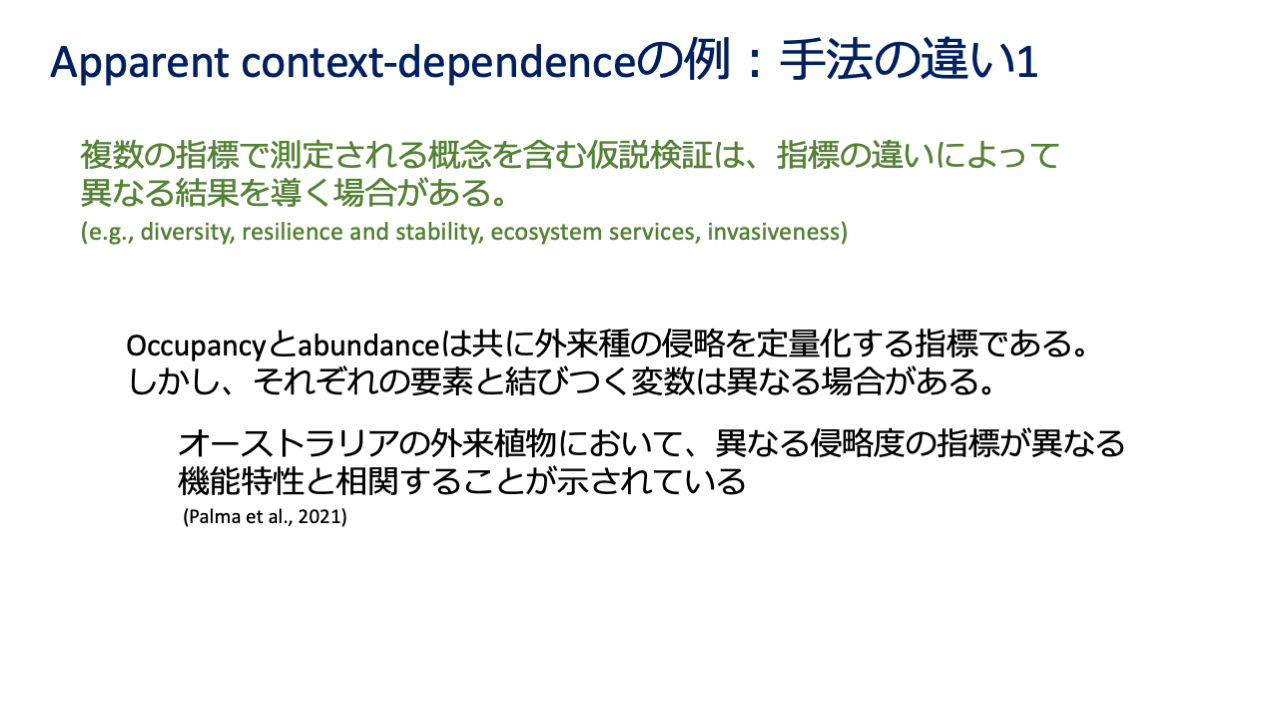 Apparent context-dependenceの例：手法の違い1
複数の指標で測定される概念を含む仮説検証は、指標の違いによって
異なる結果を導く場合がある。
(e.g., diversity, resilience and stability, ecosystem services, invasiveness)
Occupancyとabundanceは共に外来種の侵略を定量化する指標である。
しかし、それぞれの要素と結びつく変数は異なる場合がある。
オーストラリアの外来植物において、異なる侵略度の指標が異なる
機能特性と相関することが示されている
(Palma et al., 2021)